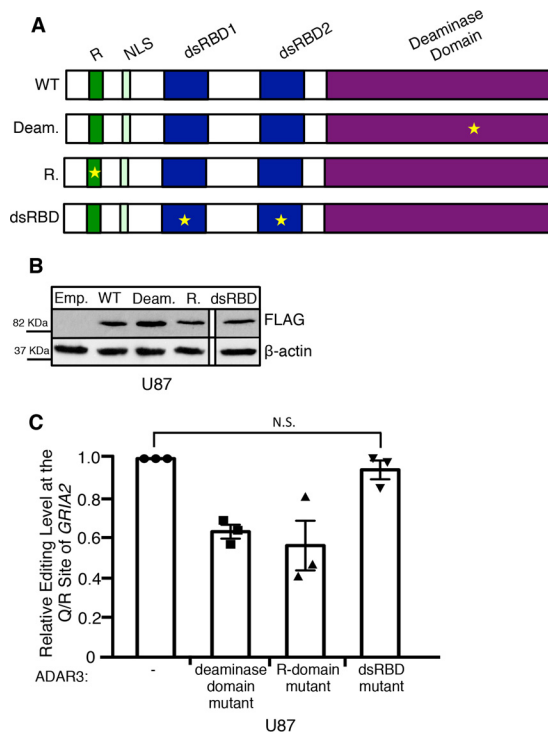 A
R
NLS
dsRBD1
dsRBD2
Deaminase
Domain
WT
Deam.
R.
dsRBD
B
Emp. WT Deam. R. dsRBD
82 KDa
FLAG
37 KDa
β-actin
U87
C
N.S.
Relative Editing Level at the
Q/R Site of GRIA2
1.0
0.8
0.6
0.4
0.2
0
ADAR3:
-
deaminase
domain
mutant
R-domain
mutant
dsRBD
mutant
U87